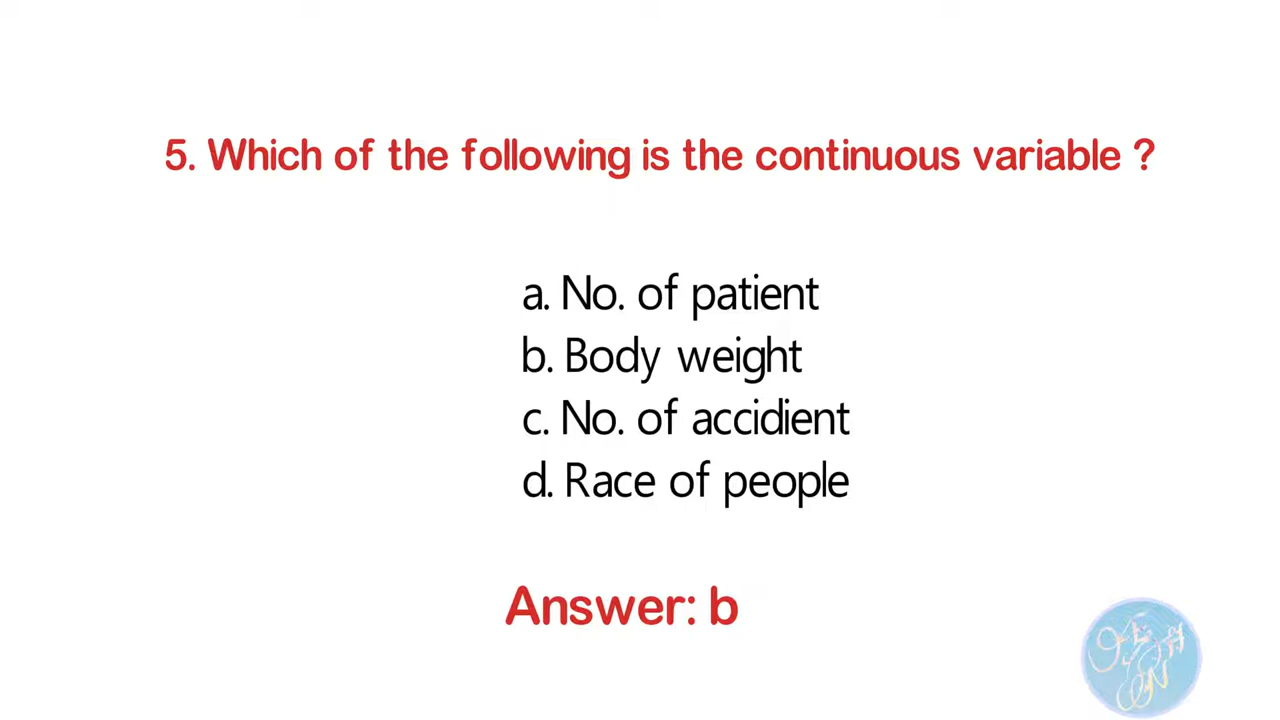 5. Which of the following is the continuous variable ?
a. No. of patient
b. Body weight
c. No. of accidient
d. Race of people
Answer: b